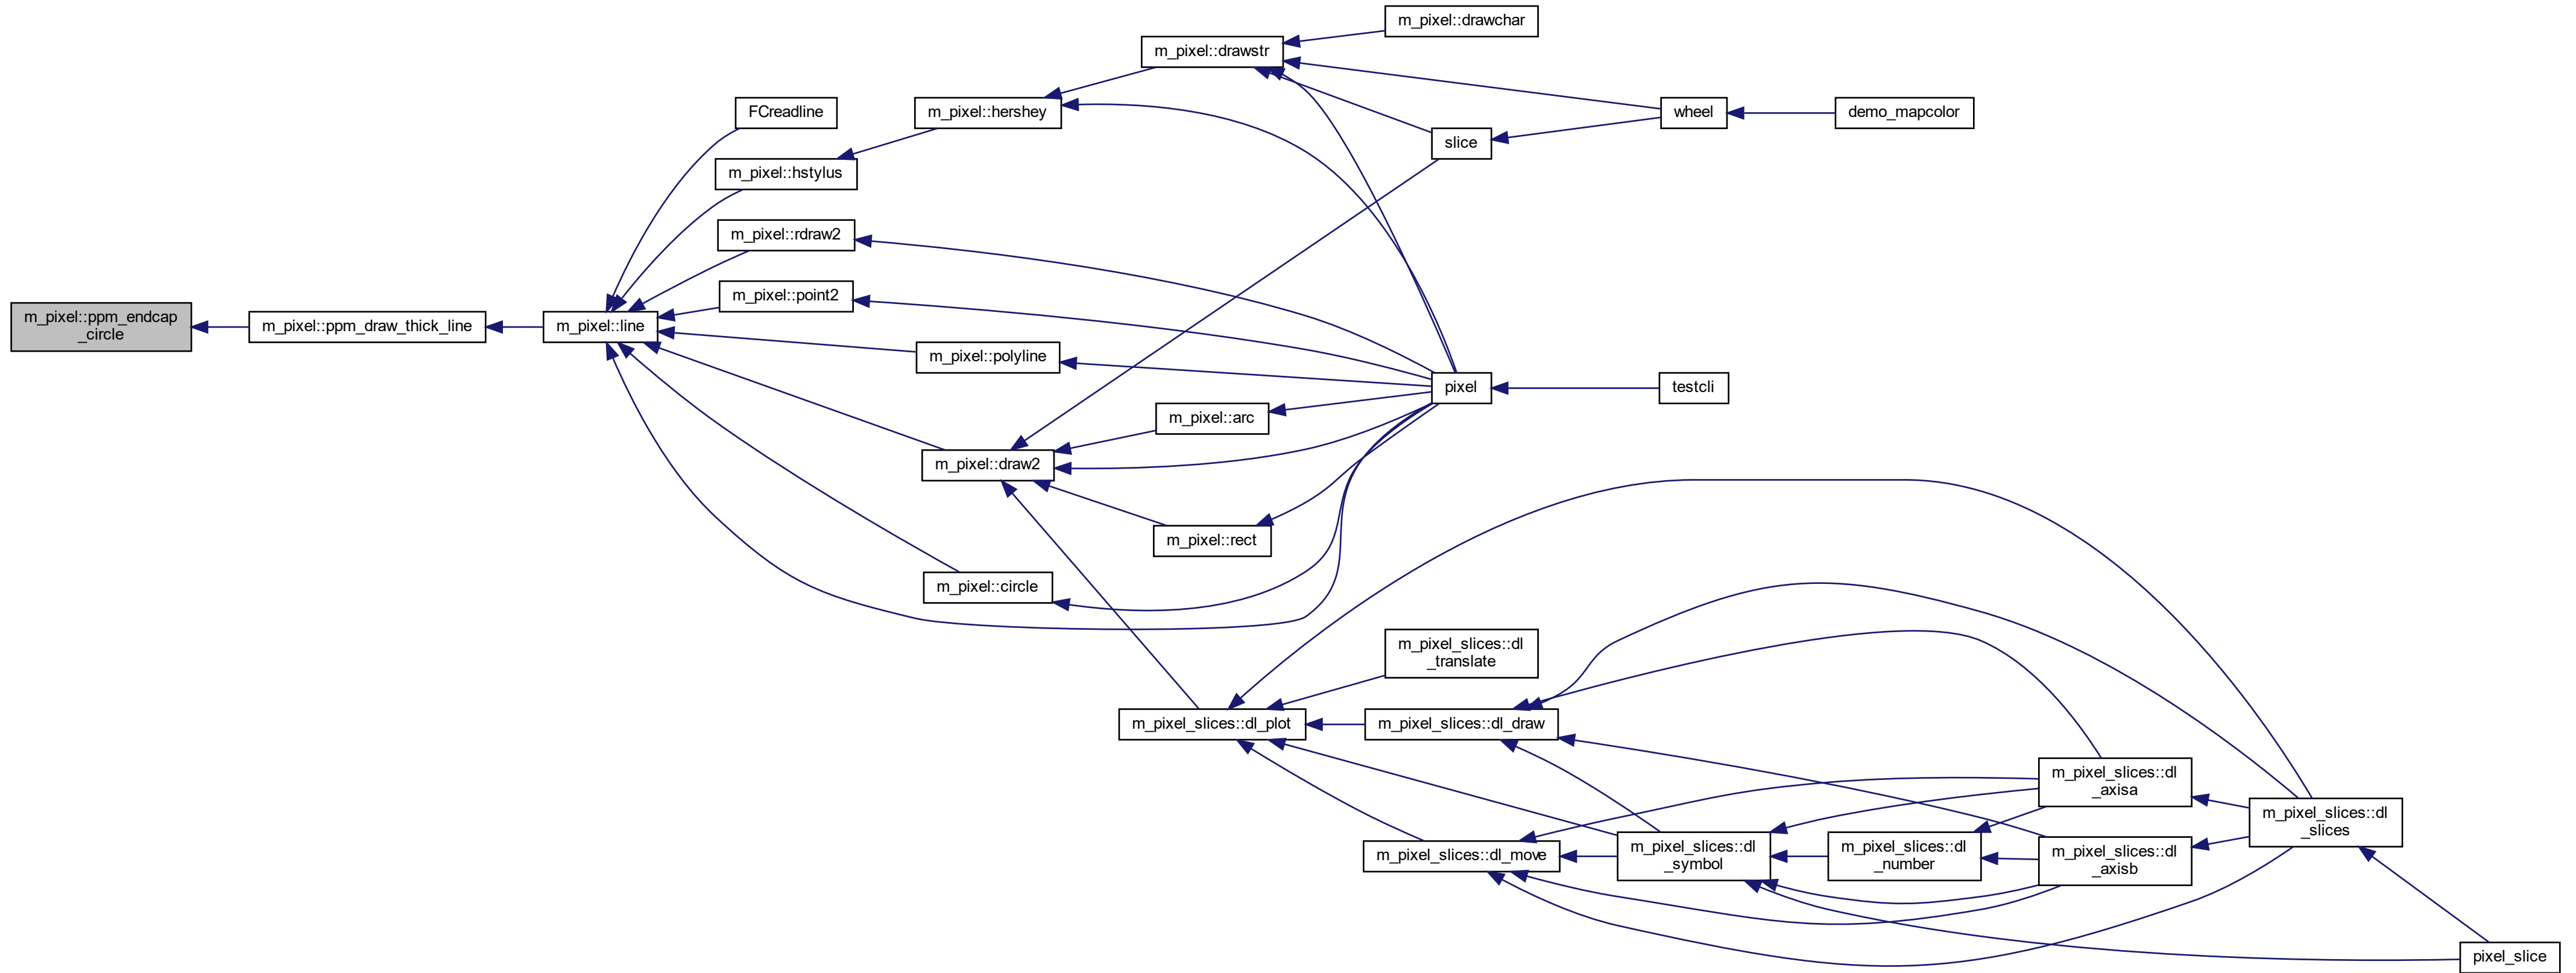 m_pixel::ppm_endcap
_circle
m_pixel::ppm_draw_thick_line
m_pixel::line
FCreadline
m_pixel::hstylus
m_pixel::rdraw2
m_pixel::point2
m_pixel::polyline
m_pixel::draw2
m_pixel::circle
m_pixel::hershey
m_pixel::drawstr
m_pixel::arc
m_pixel::rect
m_pixel_slices::dl_plot
m_pixel::drawchar
slice
pixel
m_pixel_slices::dl
_translate
m_pixel_slices::dl_draw
m_pixel_slices::dl_move
wheel
testcli
m_pixel_slices::dl
_symbol
demo_mapcolor
m_pixel_slices::dl
_number
m_pixel_slices::dl
_axisa
m_pixel_slices::dl
_axisb
m_pixel_slices::dl
_slices
pixel_slice